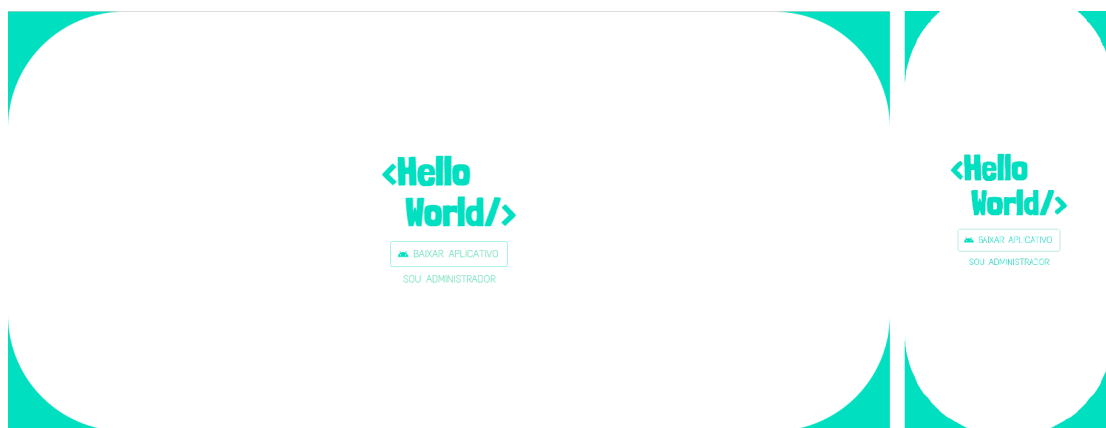 <Hello
World/>
BAIXAR APLICATIVO
SOU ADMINISTRADOR
<Hello
World/>
BAIXAR APLICATIVO
SOU ADMINISTRADOR